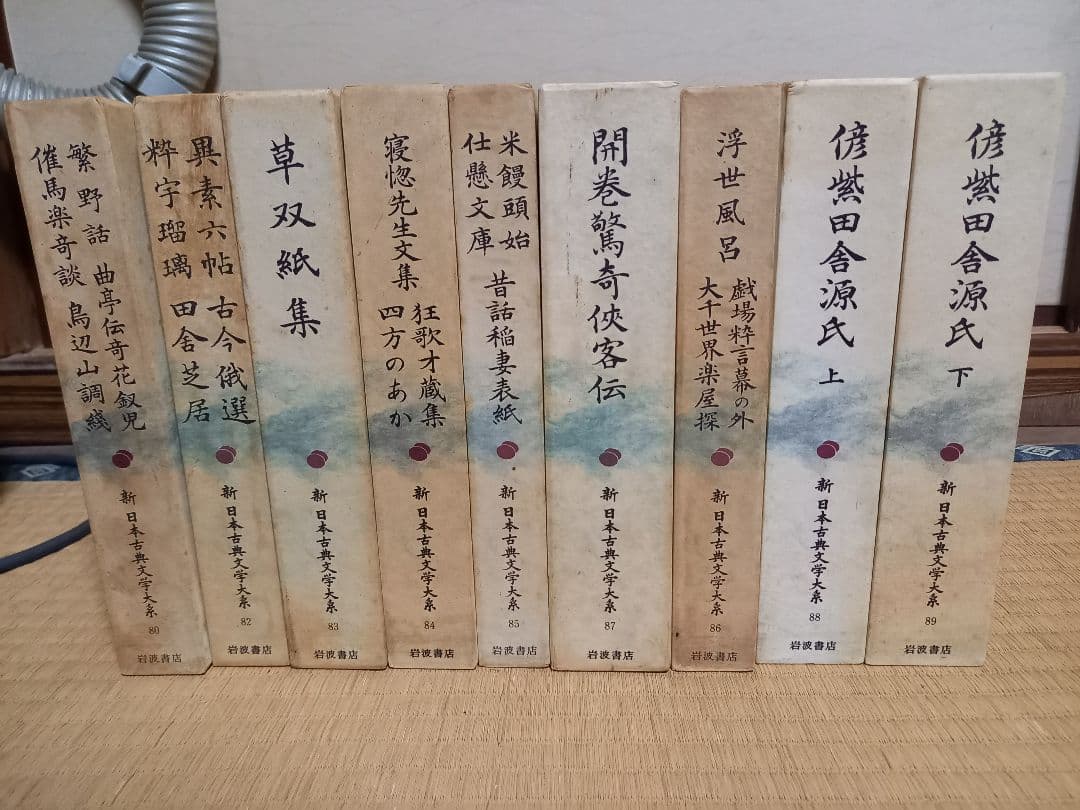 繁野話 曲亭伝奇花釵児
催馬楽奇談 鳥辺山調綫
新日本古典文学大系
80
岩波書店
異素六帖 古今俄選
粋宇瑠璃 田舎芝居
新日本古典文学大系
82
岩波書店
草双紙集
新日本古典文学大系
83
岩波書店
寝惚先生文集
狂歌才蔵集
四方のあか
新日本古典文学大系
84
岩波書店
米饅頭始
仕懸文庫
昔話稲妻表紙
新日本古典文学大系
85
岩波書店
開巻驚奇俠客伝
新日本古典文学大系
87
岩波書店
浮世風呂
戯場粋言幕の外
大千世界楽屋探
新日本古典文学大系
86
岩波書店
偐紫田舎源氏 上
新日本古典文学大系
88
岩波書店
偐紫田舎源氏 下
新日本古典文学大系
89
岩波書店